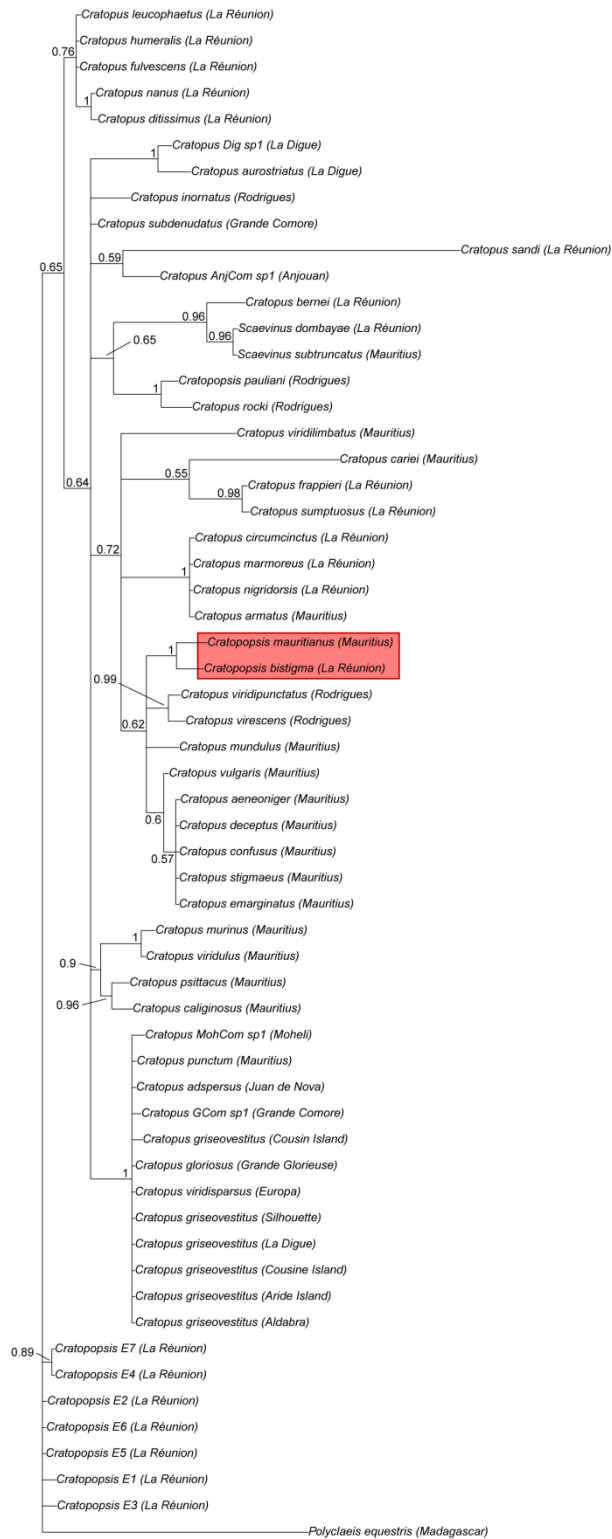 Cratopus leucophaetus (La Réunion)
0.76
Cratopus humeralis (La Réunion)
Cratopus fulvescens (La Réunion)
Cratopus nanus (La Réunion)
1
Cratopus ditissimus (La Réunion)
Cratopus Dig sp1 (La Digue)
1
Cratopus aurostriatus (La Digue)
Cratopus inornatus (Rodrigues)
Cratopus subdenudatus (Grande Comore)
Cratopus sandi (La Réunion)
0.65
0.59
Cratopus AnjCom sp1 (Anjouan)
Cratopus bernei (La Réunion)
0.96
Scaevinus dombayae (La Réunion)
0.65
0.96
Scaevinus subtruncatus (Mauritius)
Cratopopsis pauliani (Rodrigues)
1
Cratopus rocki (Rodrigues)
Cratopus viridilimbatus (Mauritius)
Cratopus cariei (Mauritius)
0.64
0.55
Cratopus frappieri (La Réunion)
0.98
Cratopus sumptuosus (La Réunion)
Cratopus circumcinctus (La Réunion)
0.72
Cratopus marmoreus (La Réunion)
1
Cratopus nigridorsis (La Réunion)
Cratopus armatus (Mauritius)
Cratopopsis mauritianus (Mauritius)
1
Cratopopsis bistigma (La Réunion)
0.99
Cratopus viridipunctatus (Rodrigues)
Cratopus virescens (Rodrigues)
0.62
Cratopus mundulus (Mauritius)
Cratopus vulgaris (Mauritius)
Cratopus aeneoniger (Mauritius)
0.6
Cratopus deceptus (Mauritius)
0.57
Cratopus confusus (Mauritius)
Cratopus stigmaeus (Mauritius)
Cratopus emarginatus (Mauritius)
Cratopus murinus (Mauritius)
1
Cratopus viridulus (Mauritius)
0.9
Cratopus psittacus (Mauritius)
0.96
Cratopus caliginosus (Mauritius)
Cratopus MohCom sp1 (Moheli)
Cratopus punctum (Mauritius)
Cratopus adspersus (Juan de Nova)
Cratopus GCom sp1 (Grande Comore)
Cratopus griseovestitus (Cousin Island)
Cratopus gloriosus (Grande Glorieuse)
1
Cratopus viridisparsus (Europa)
Cratopus griseovestitus (Silhouette)
Cratopus griseovestitus (La Digue)
Cratopus griseovestitus (Cousine Island)
Cratopus griseovestitus (Aride Island)
Cratopus griseovestitus (Aldabra)
Cratopopsis E7 (La Réunion)
0.89
Cratopopsis E4 (La Réunion)
Cratopopsis E2 (La Réunion)
Cratopopsis E6 (La Réunion)
Cratopopsis E5 (La Réunion)
Cratopopsis E1 (La Réunion)
Cratopopsis E3 (La Réunion)
Polyclaeis equestris (Madagascar)